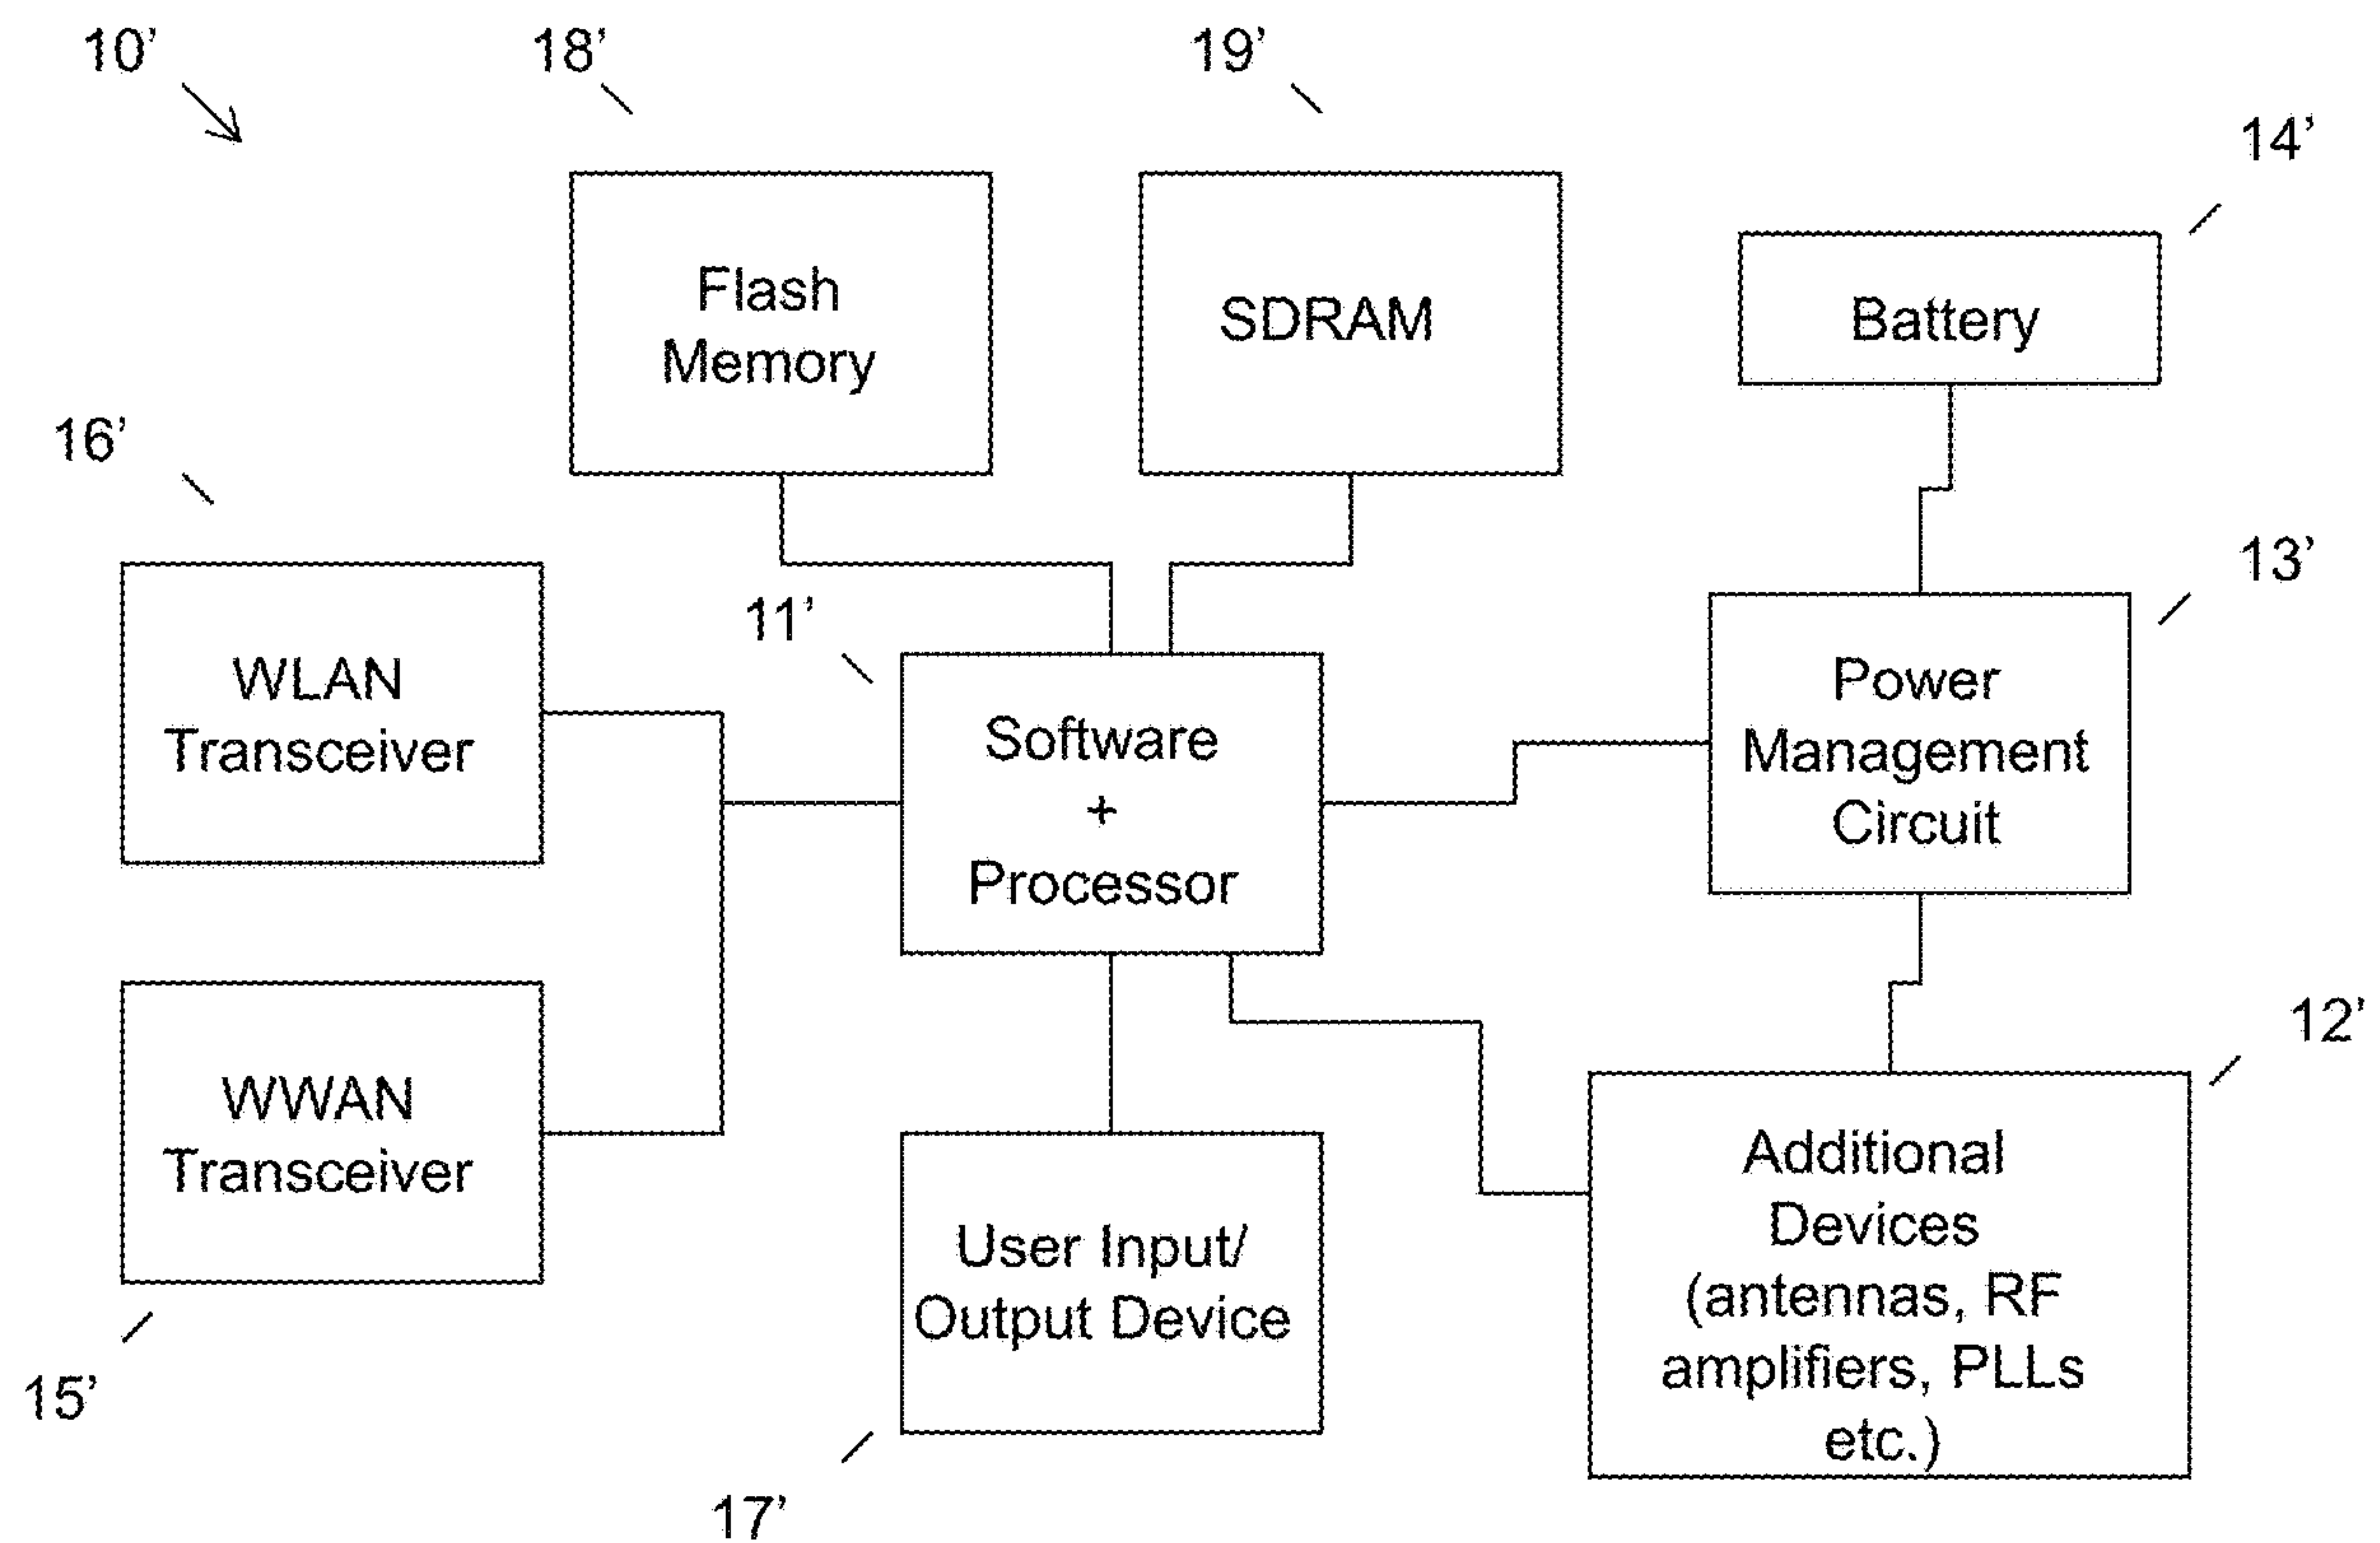 10’
18’
19’
14’
Flash
Memory
SDRAM
Battery
16’
13’
11’
WLAN
Transceiver
Software
+
Processor
Power
Management
Circuit
12’
WWAN
Transceiver
User Input/
Output Device
Additional
Devices
(antennas, RF
amplifiers, PLLs
etc.)
15’
17’